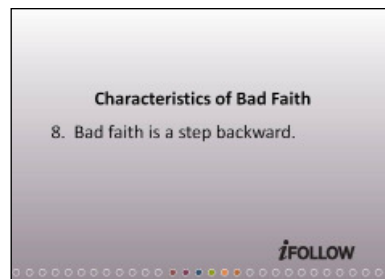 Characteristics of Bad Faith
8. Bad faith is a step backward.
iFOLLOW